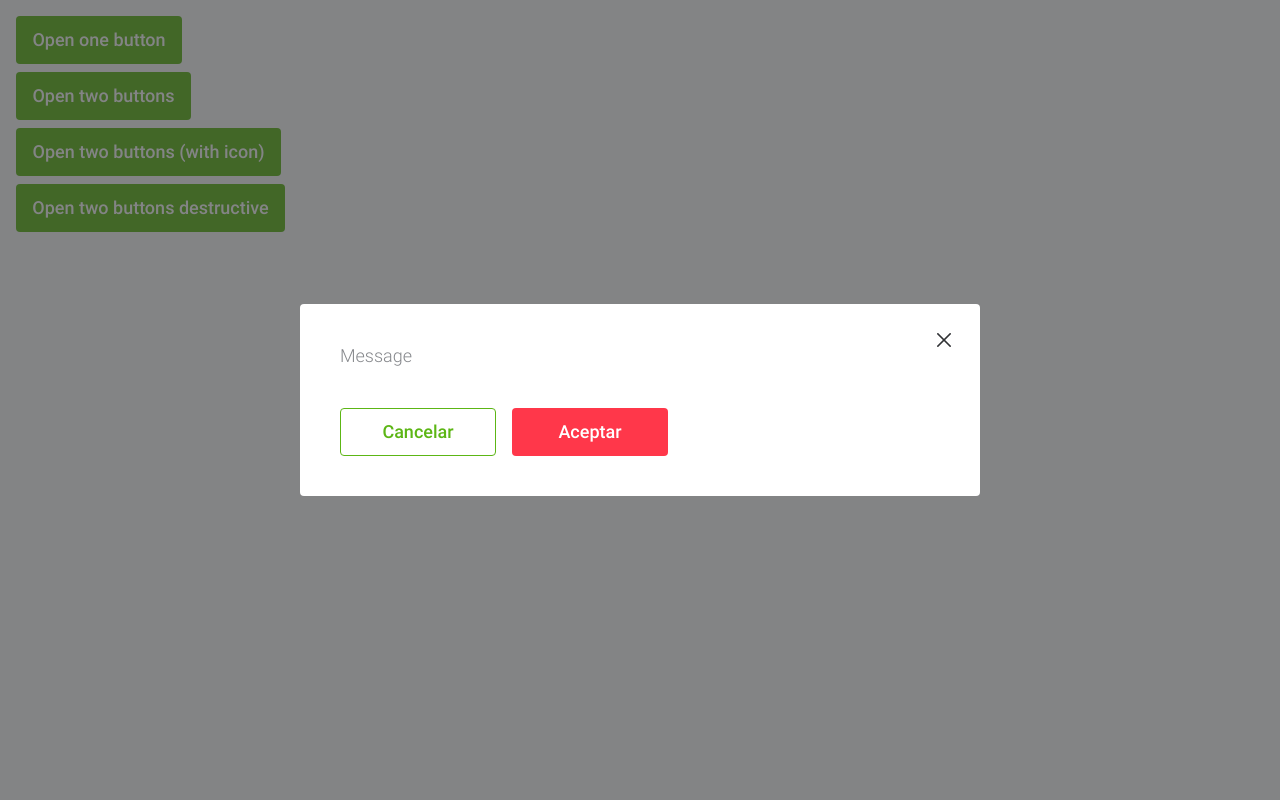 Open one button
Open two buttons
Open two buttons (with icon)
Open two buttons destructive
Message
Cancelar
Aceptar